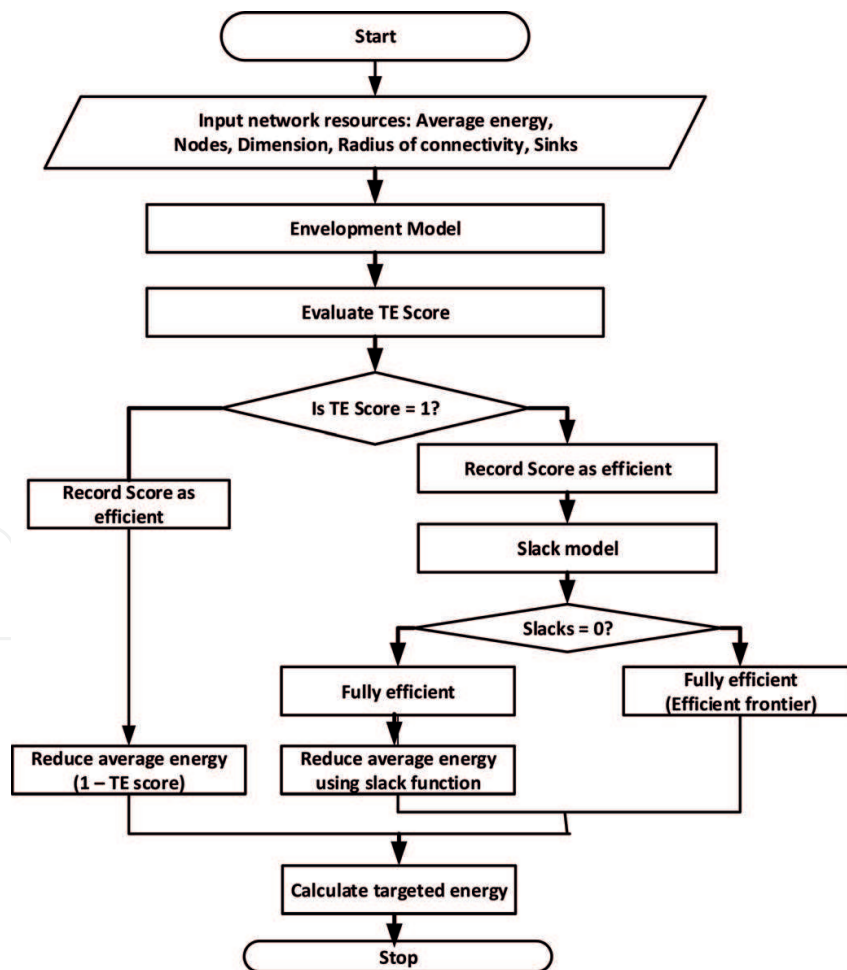 Start
Input network resources: Average energy,
Nodes, Dimension, Radius of connectivity, Sinks
Envelopment Model
Evaluate TE Score
Is TE Score = 1?
Record Score as efficient
Record Score as
efficient
Slack model
Slacks = 0?
Fully efficient
Fully efficient
(Efficient frontier)
Reduce average energy
(1 – TE score)
Reduce average energy
using slack function
Calculate targeted energy
Stop